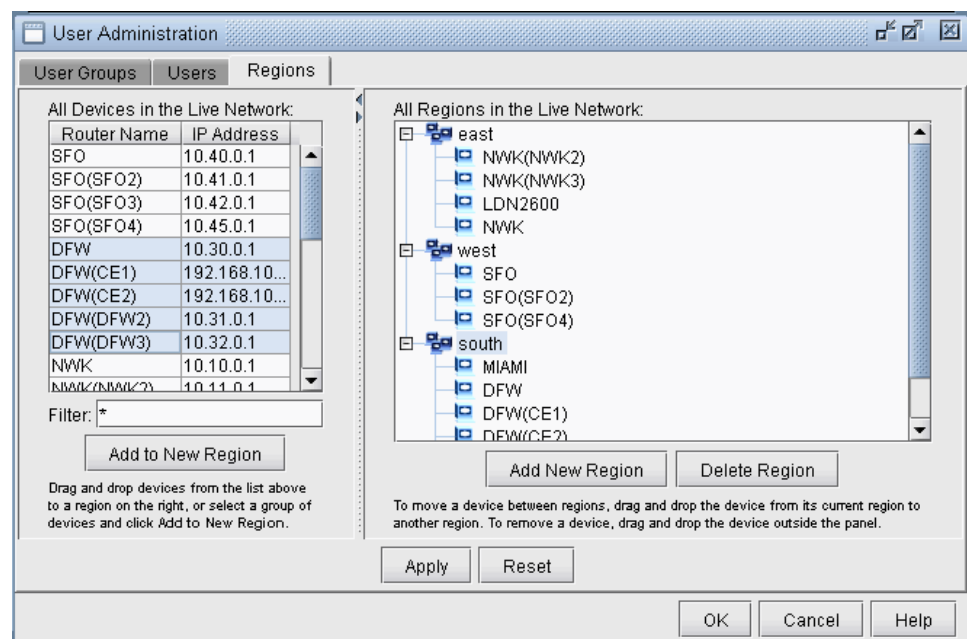 User Administration
User Groups
Users
Regions
All Devices in the Live Network:
Router Name IP Address
SFO 10.40.0.1
SFO(SFO2) 10.41.0.1
SFO(SFO3) 10.42.0.1
SFO(SFO4) 10.45.0.1
DFW 10.30.0.1
DFW(CE1) 192.168.10...
DFW(CE2) 192.168.10...
DFW(DFW2) 10.31.0.1
DFW(DFW3) 10.32.0.1
NWK 10.10.0.1
NWK(NWK2) 10.11.0.1
Filter: *
Add to New Region
Drag and drop devices from the list above
to a region on the right, or select a group of
devices and click Add to New Region.
All Regions in the Live Network:
east
NWK(NWK2)
NWK(NWK3)
LDN2600
NWK
west
SFO
SFO(SFO2)
SFO(SFO4)
south
MIAMI
DFW
DFW(CE1)
DFW(CE2)
Add New Region
Delete Region
To move a device between regions, drag and drop the device from its current region to
another region. To remove a device, drag and drop the device outside the panel.
Apply
Reset
OK
Cancel
Help